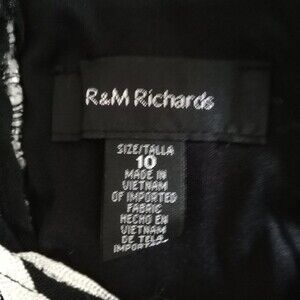 R&M Richards
SIZE/TALLA
10
MADE IN
VIETNAM
OF IMPORTED
FABRIC
HECHO EN
VIETNAM
DE TELA